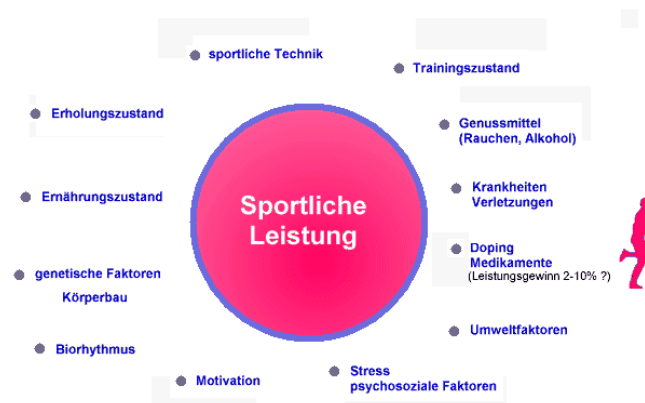 sportliche Technik
Trainingszustand
Erholungszustand
Genussmittel
(Rauchen, Alkohol)
Ernährungszustand
Krankheiten
Verletzungen
Sportliche
Leistung
Doping
Medikamente
(Leistungsgewinn 2-10% ?)
genetische Faktoren
Körperbau
Umweltfaktoren
Biorhythmus
Motivation
Stress
psychosoziale Faktoren